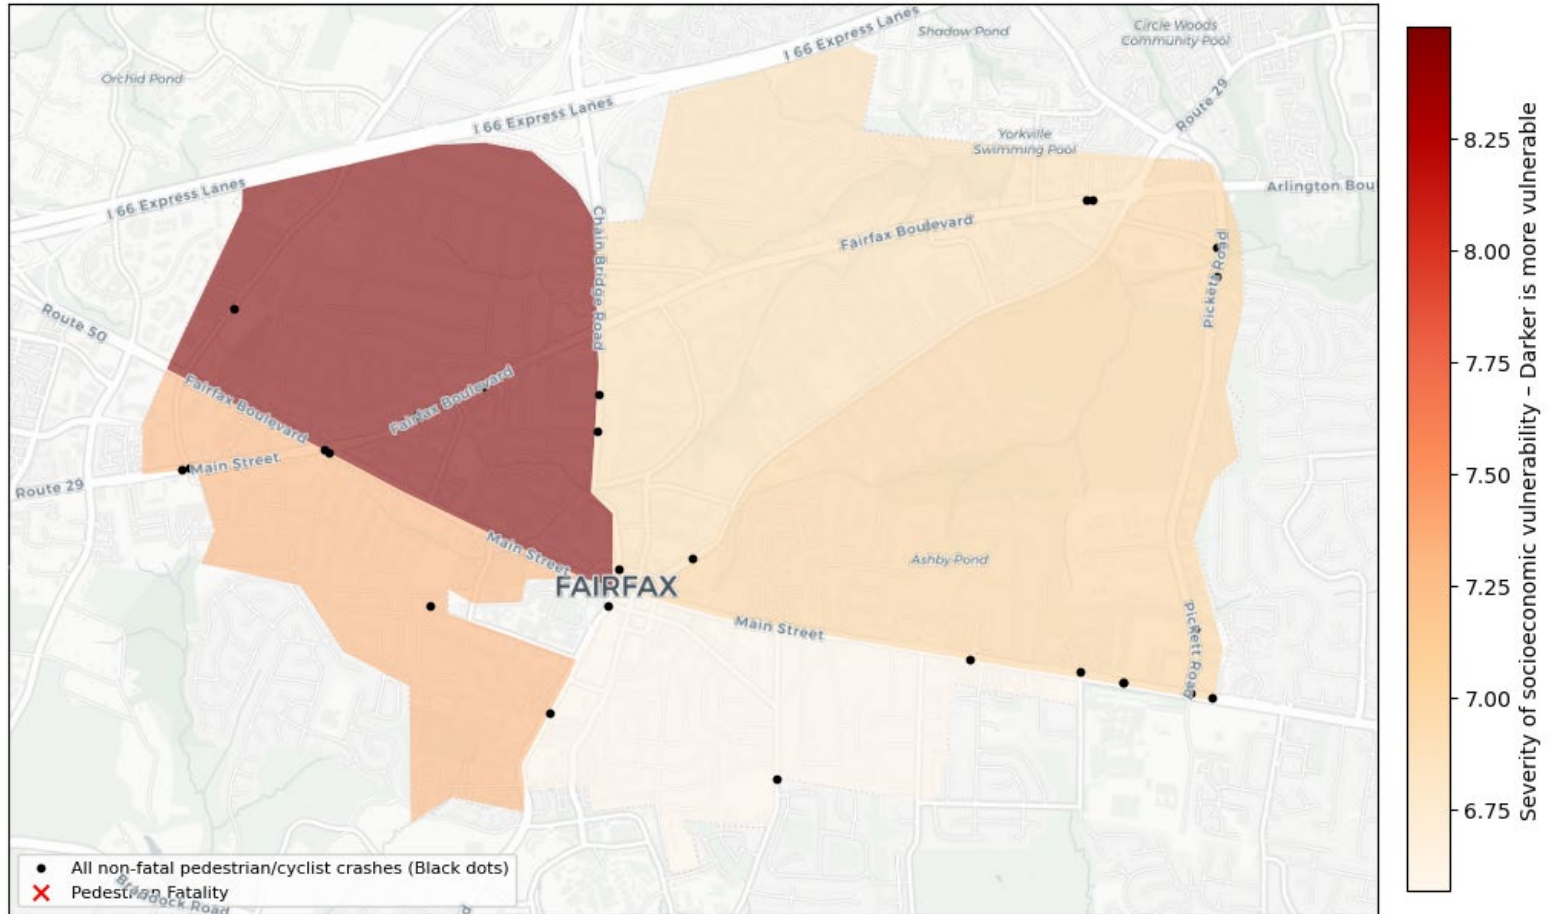 I 66 Express Lanes
Shadow Pond
Circle Woods
Community Pool
Orchid Pond
I 66 Express Lanes
Route 29
Yorkville
Swimming Pool
I 66 Express Lanes
Arlington Bou
Chain Bridge Road
Fairfax Boulevard
Pickett Road
Route 50
Fairfax Boulevard
Fairfax Boulevard
Main Street
Route 29
Main Street
Ashby Pond
FAIRFAX
Main Street
Pickett Road
All non-fatal pedestrian/cyclist crashes (Black dots)
Pedestrian Fatality
Braddock Road
8.25
8.00
7.75
7.50
7.25
7.00
6.75
Severity of socioeconomic vulnerability – Darker is more vulnerable